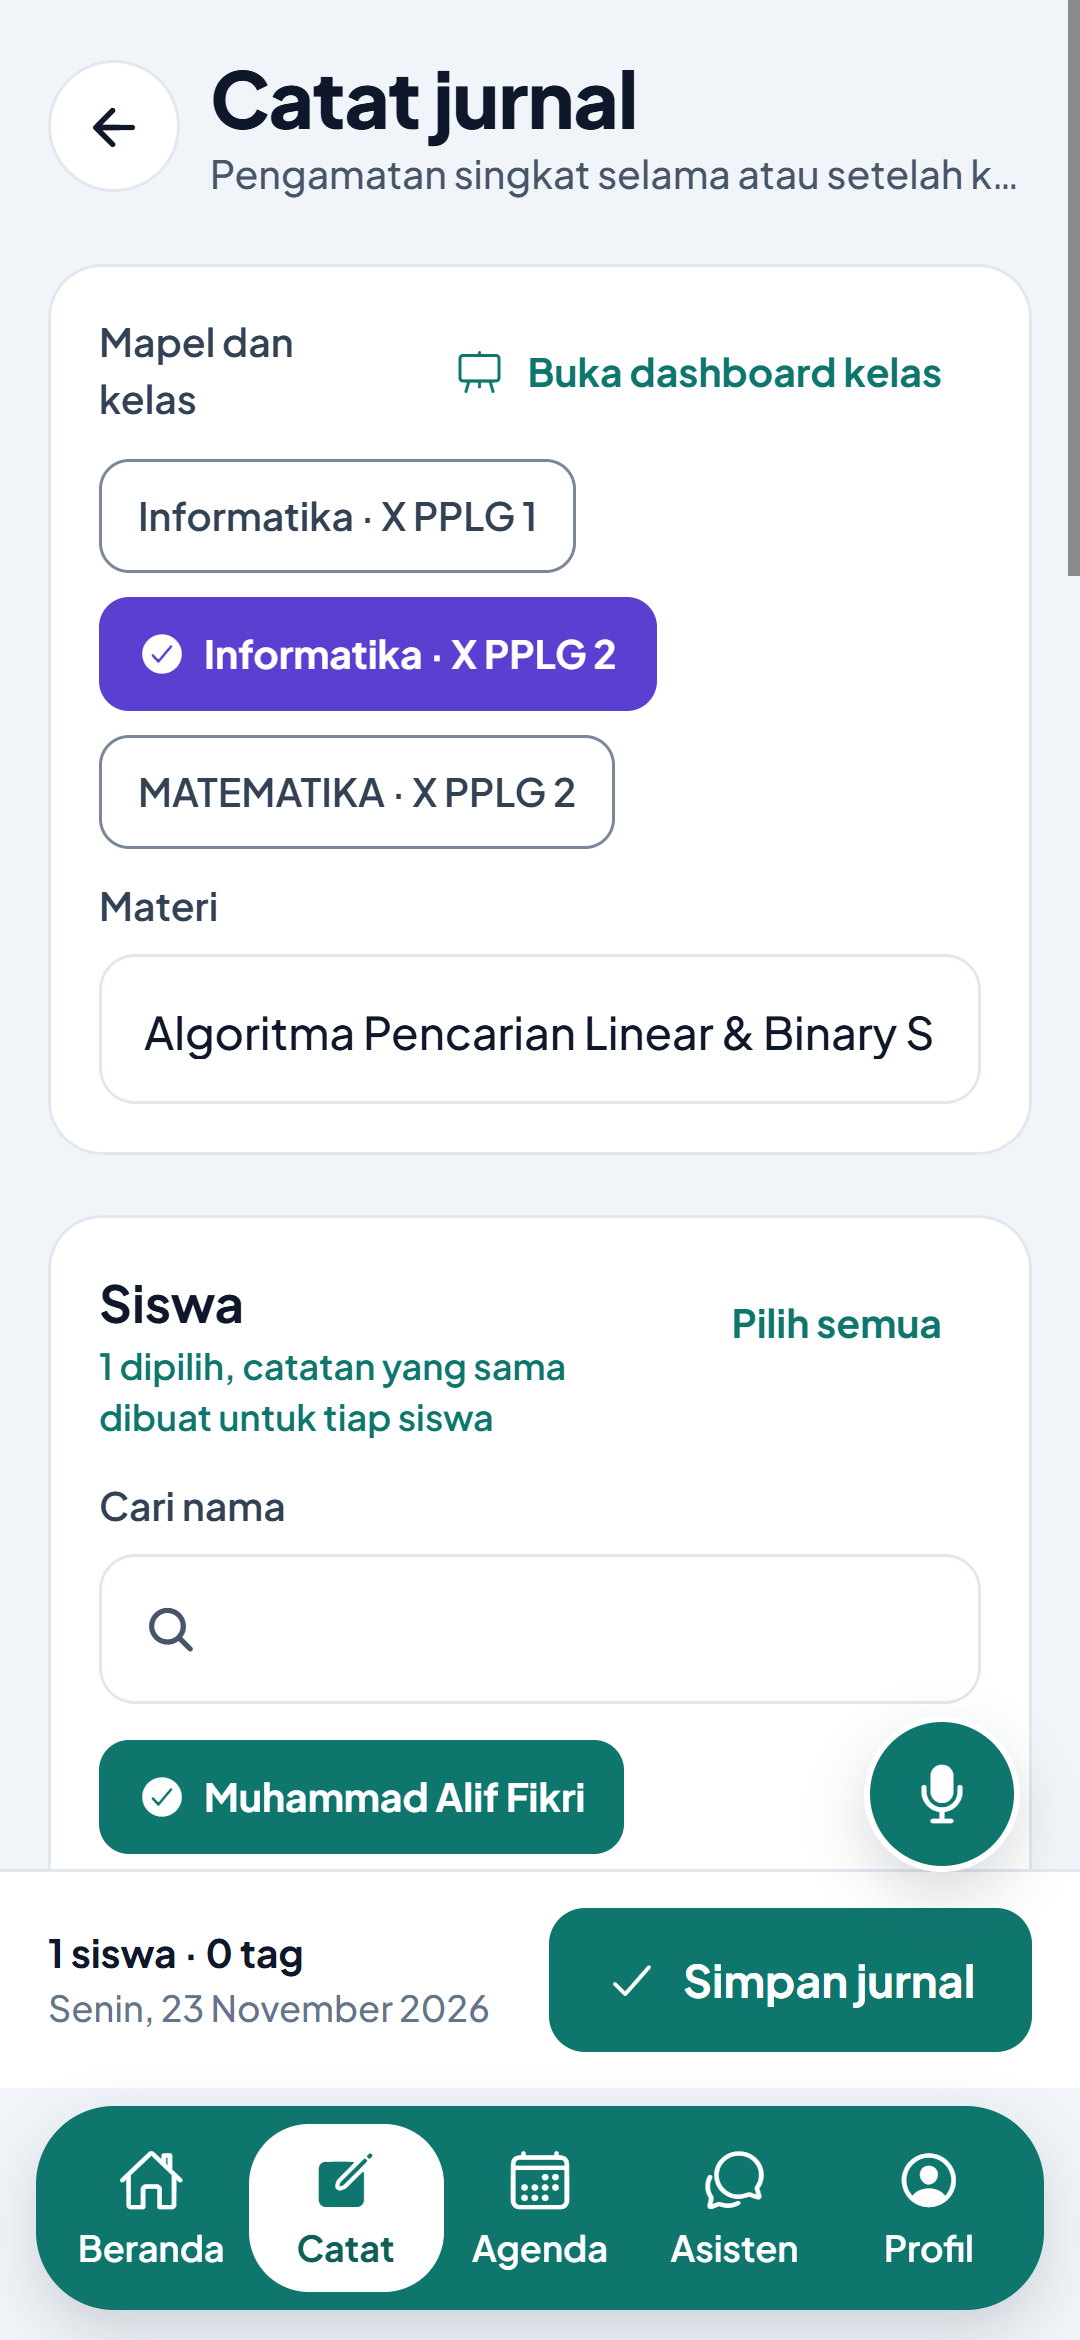 Catat jurnal
Pengamatan singkat selama atau setelah k...
Mapel dan
kelas
Buka dashboard kelas
Informatika · X PPLG 1
Informatika · X PPLG 2
MATEMATIKA · X PPLG 2
Materi
Algoritma Pencarian Linear & Binary S
Siswa
Pilih semua
1 dipilih, catatan yang sama
dibuat untuk tiap siswa
Cari nama
Muhammad Alif Fikri
1 siswa · 0 tag
Senin, 23 November 2026
Simpan jurnal
Beranda
Catat
Agenda
Asisten
Profil